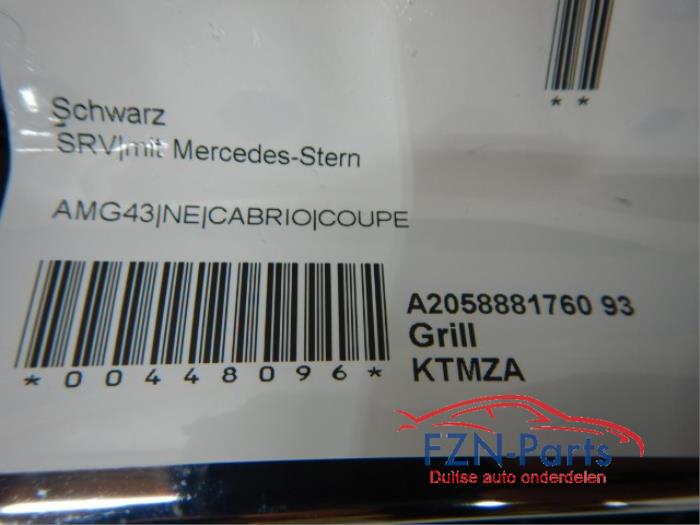 * *
Schwarz
SRV|mit Mercedes-Stern
AMG43|NE|CABRIO|COUPE
*00448096*
A2058881760 93
Grill
KTMZA
FZN-Parts
Duitse auto onderdelen